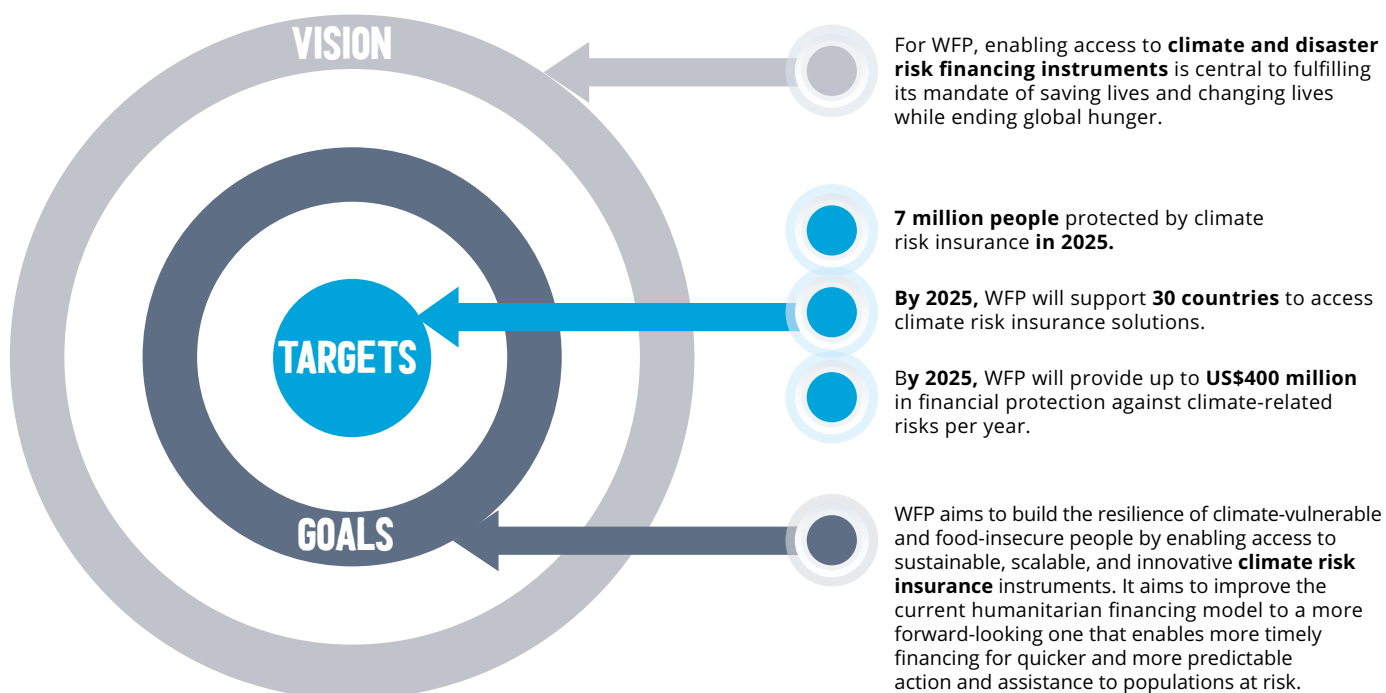 VISION
For WFP, enabling access to climate and disaster
risk financing instruments is central to fulfilling
its mandate of saving lives and changing lives
while ending global hunger.
7 million people protected by climate
risk insurance in 2025.
By 2025, WFP will support 30 countries to access
climate risk insurance solutions.
TARGETS
By 2025, WFP will provide up to US$400 million
in financial protection against climate-related
risks per year.
GOALS
WFP aims to build the resilience of climate-vulnerable
and food-insecure people by enabling access to
sustainable, scalable, and innovative climate risk
insurance instruments. It aims to improve the
current humanitarian financing model to a more
forward-looking one that enables more timely
financing for quicker and more predictable
action and assistance to populations at risk.